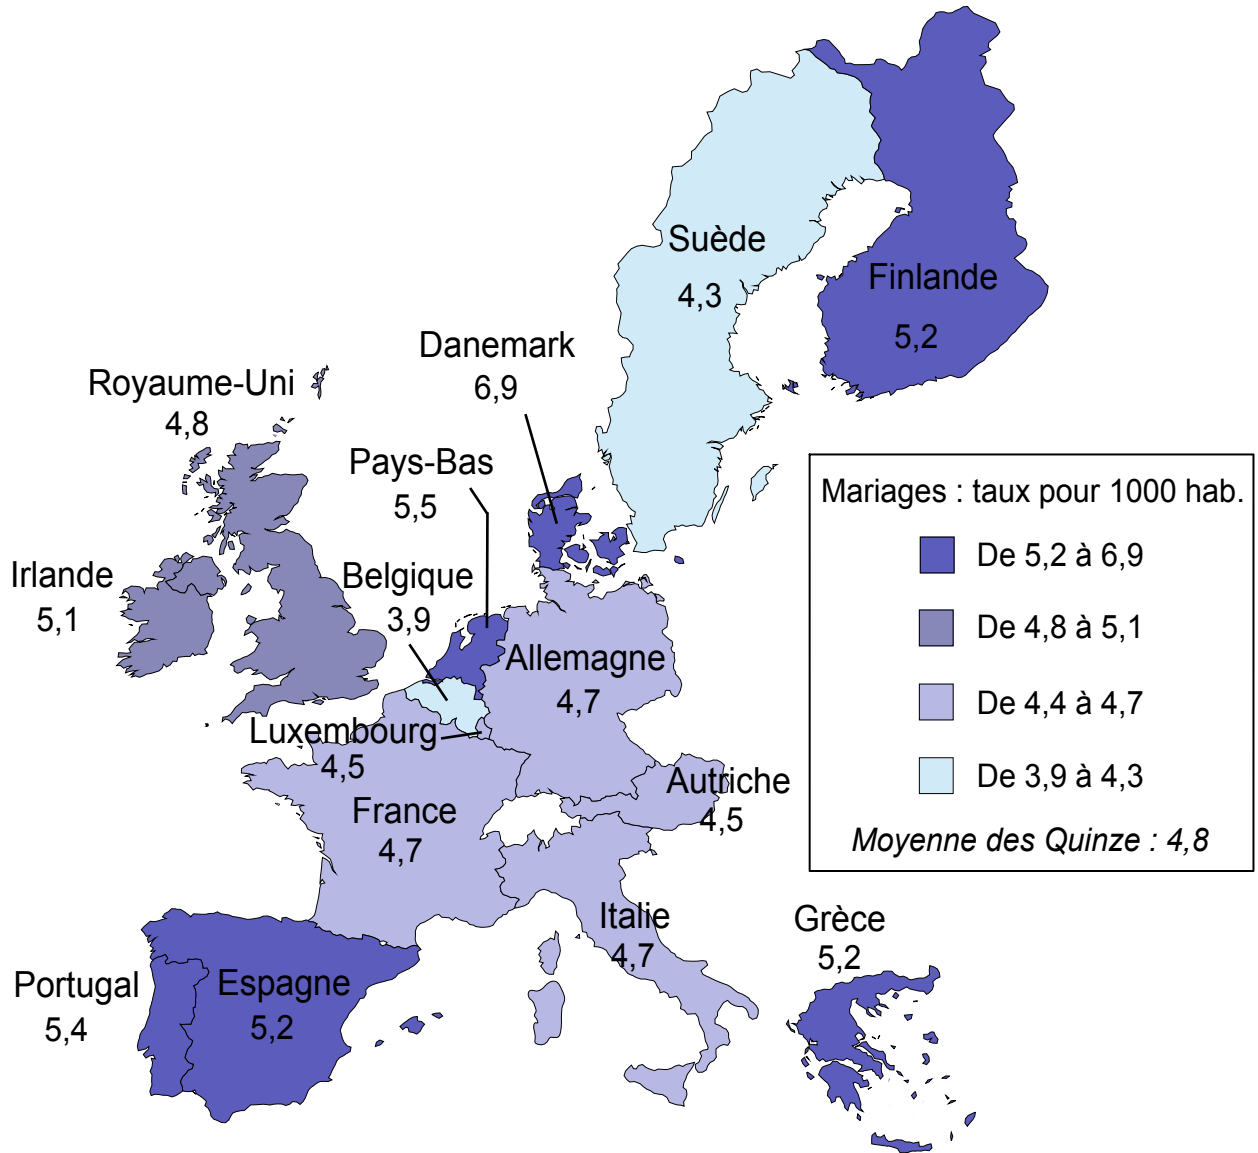 Suède
4,3
Finlande
5,2
Danemark
6,9
Royaume-Uni
4,8
Pays-Bas
5,5
Irlande
5,1
Belgique
3,9
Allemagne
4,7
Luxembourg
4,5
Autriche
4,5
France
4,7
Italie
4,7
Grèce
5,2
Portugal
5,4
Espagne
5,2
Mariages : taux pour 1000 hab.
De 5,2 à 6,9
De 4,8 à 5,1
De 4,4 à 4,7
De 3,9 à 4,3
Moyenne des Quinze : 4,8